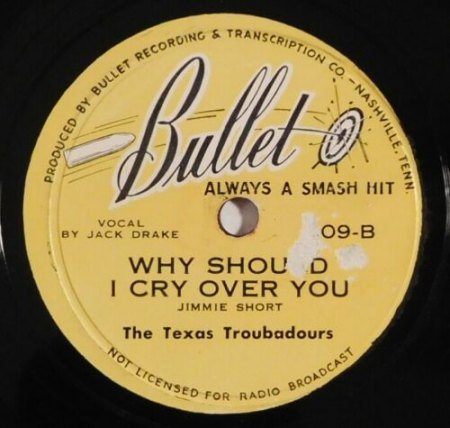 PRODUCED BY BULLET RECORDING & TRANSCRIPTION CO.-NASHVILLE, TENN.
Bullet
ALWAYS A SMASH HIT
VOCAL
BY JACK DRAKE
09-B
WHY SHOULD
I CRY OVER YOU
JIMMIE SHORT
The Texas Troubadours
NOT LICENSED FOR RADIO BROADCAST